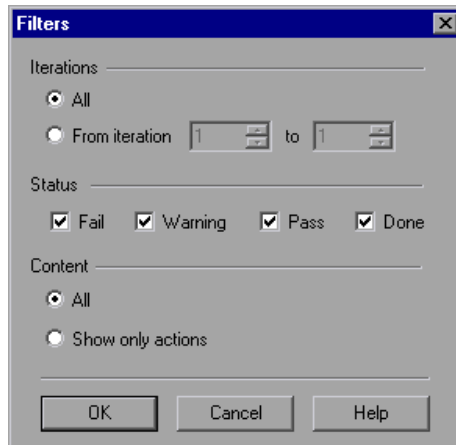 Filters
Iterations
All
From iteration 1 to 1
Status
Fail Warning Pass Done
Content
All
Show only actions
OK Cancel Help